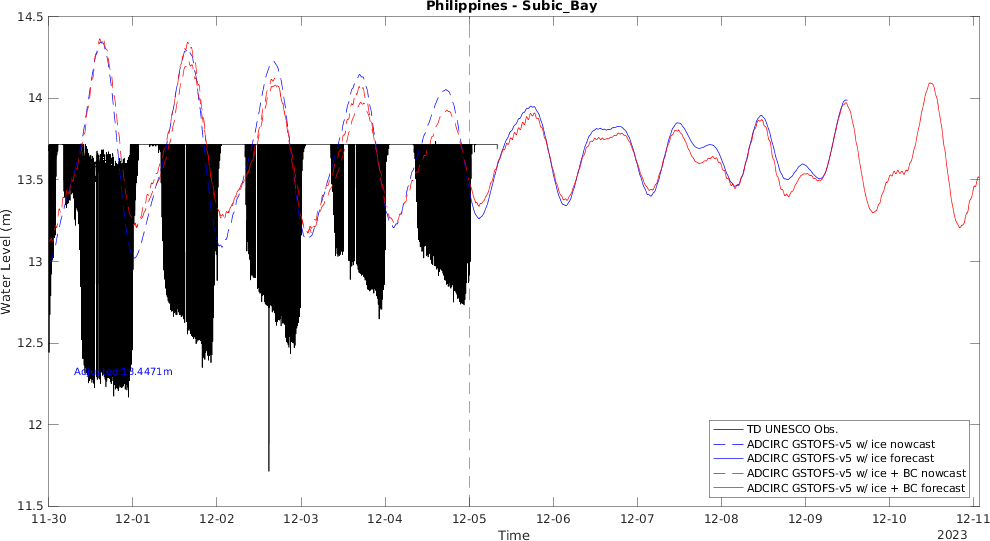 Philippines - Subic_Bay
14.5
14
13.5
13
12.5
12
11.5
Water Level (m)
11-30
12-01
12-02
12-03
12-04
12-05
12-06
12-07
12-08
12-09
12-10
12-11
Time
2023
TD UNESCO Obs.
ADCIRC GSTOFS-v5 w/ ice nowcast
ADCIRC GSTOFS-v5 w/ ice forecast
ADCIRC GSTOFS-v5 w/ ice + BC nowcast
ADCIRC GSTOFS-v5 w/ ice + BC forecast